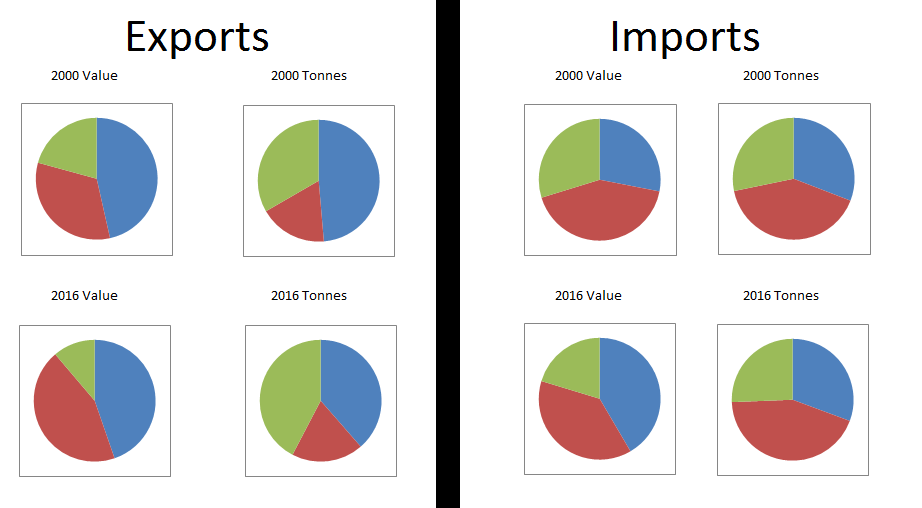 Exports
2000 Value
2000 Tonnes
2016 Value
2016 Tonnes
Imports
2000 Value
2000 Tonnes
2016 Value
2016 Tonnes